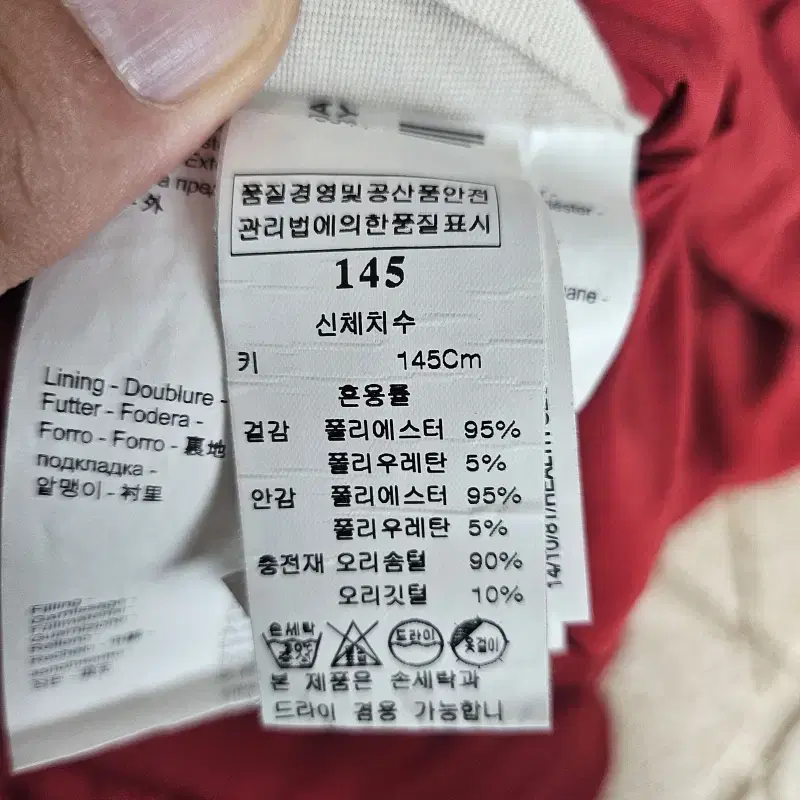 품질경영및공산품안전
관리법에의한품질표시
145
신체치수
키 145Cm
혼용률
겉감 폴리에스터 95%
폴리우레탄 5%
안감 폴리에스터 95%
폴리우레탄 5%
충전재 오리솜털 90%
오리깃털 10%
손세탁 드라이 옷걸이
본 제품은 손세탁과
드라이 겸용 가능합니
Lining - Doublure -
Futter - Fodera -
Forro - Forro - 裏地
подкладка -
앝맹이 - 衬里